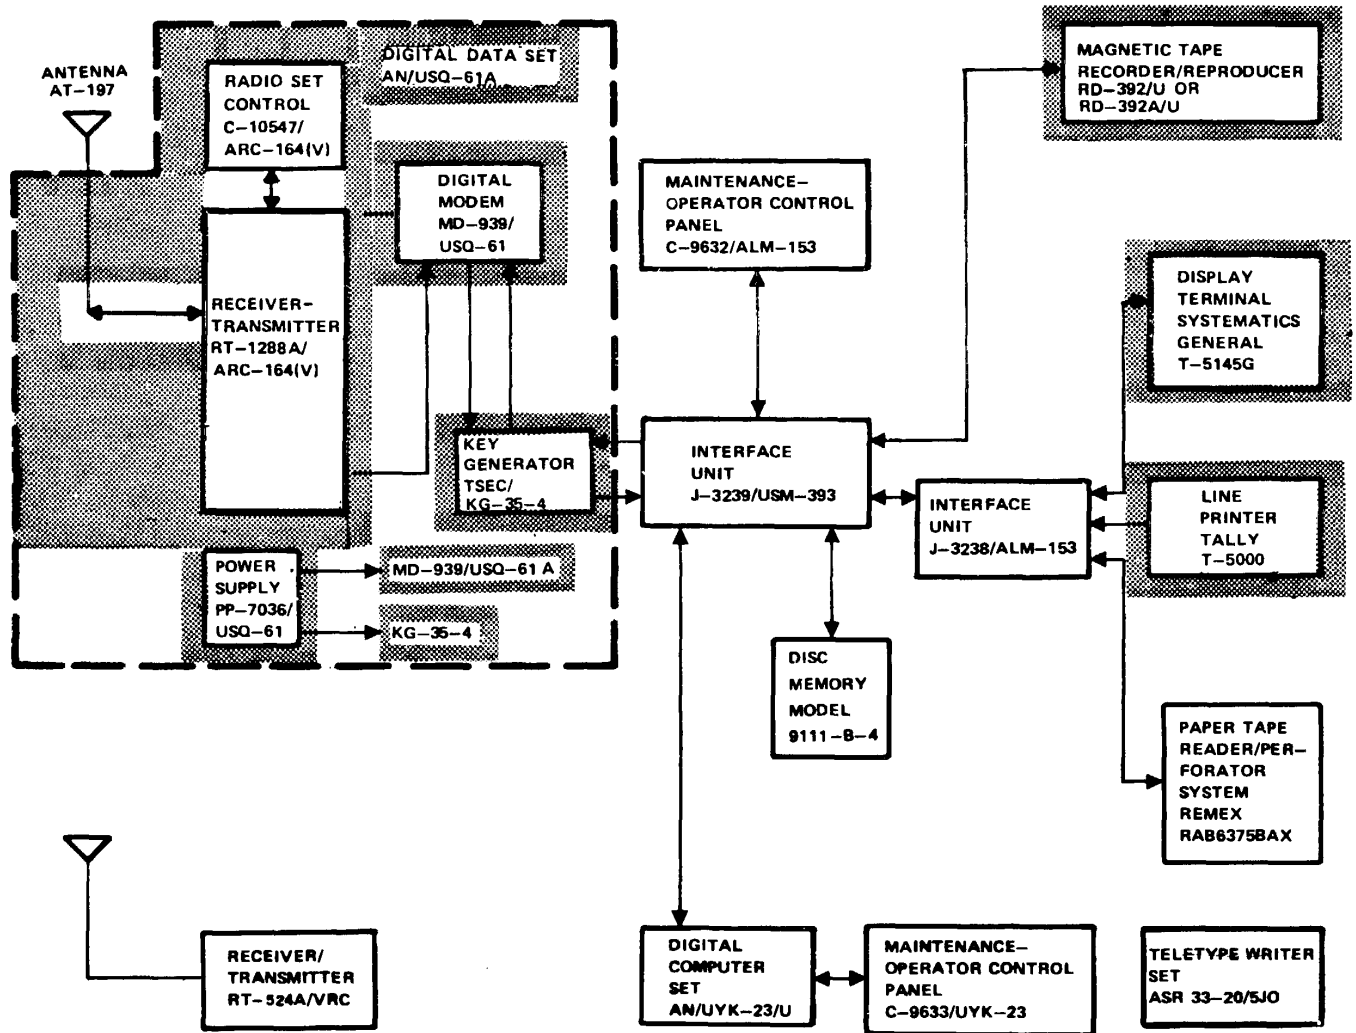 ANTENNA
AT-197
RADIO SET
CONTROL
C-10547/
ARC-164(V)
DIGITAL DATA SET
AN/USQ-61A
DIGITAL
MODEM
MD-939/
USQ-61
RECEIVER-
TRANSMITTER
RT-1288A/
ARC-164(V)
KEY
GENERATOR
TSEC/
KG-35-4
POWER
SUPPLY
PP-7036/
USQ-61
MD-939/USQ-61 A
KG-35-4
MAINTENANCE-
OPERATOR CONTROL
PANEL
C-9632/ALM-153
MAGNETIC TAPE
RECORDER/REPRODUCER
RD-392/U OR
RD-392A/U
DISPLAY
TERMINAL
SYSTEMATICS
GENERAL
T-5145G
INTERFACE
UNIT
J-3239/USM-393
INTERFACE
UNIT
J-3238/ALM-153
LINE
PRINTER
TALLY
T-5000
DISC
MEMORY
MODEL
9111-B-4
PAPER TAPE
READER/PER-
FORATOR
SYSTEM
REMEX
RAB6375BAX
RECEIVER/
TRANSMITTER
RT-524A/VRC
DIGITAL
COMPUTER
SET
AN/UYK-23/U
MAINTENANCE-
OPERATOR CONTROL
PANEL
C-9633/UYK-23
TELETYPE WRITER
SET
ASR 33-20/5JO